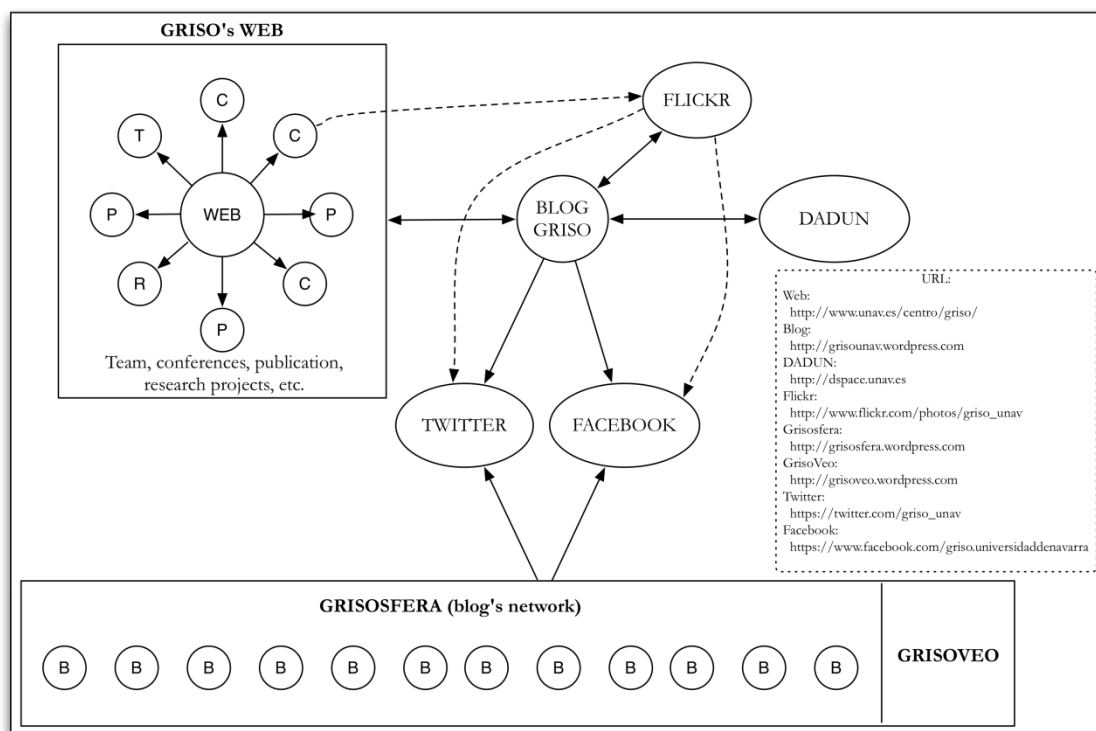 GRISO's WEB
C
T
C
FLICKR
P
WEB
P
BLOG
GRISO
DADUN
R
C
P
Team, conferences, publication,
research projects, etc.
URL:
Web:
http://www.unav.es/centro/griso/
Blog:
http://grisounav.wordpress.com
DADUN:
http://dspace.unav.es
Flickr:
http://www.flickr.com/photos/griso_unav
Grisosfera:
http://grisosfera.wordpress.com
GrisoVeo:
http://grisoveo.wordpress.com
Twitter:
https://twitter.com/griso_unav
Facebook:
https://www.facebook.com/griso.universidaddenavarra
TWITTER
FACEBOOK
GRISOSFERA (blog's network)
B B B B B B B B B B B B
GRISOVEO